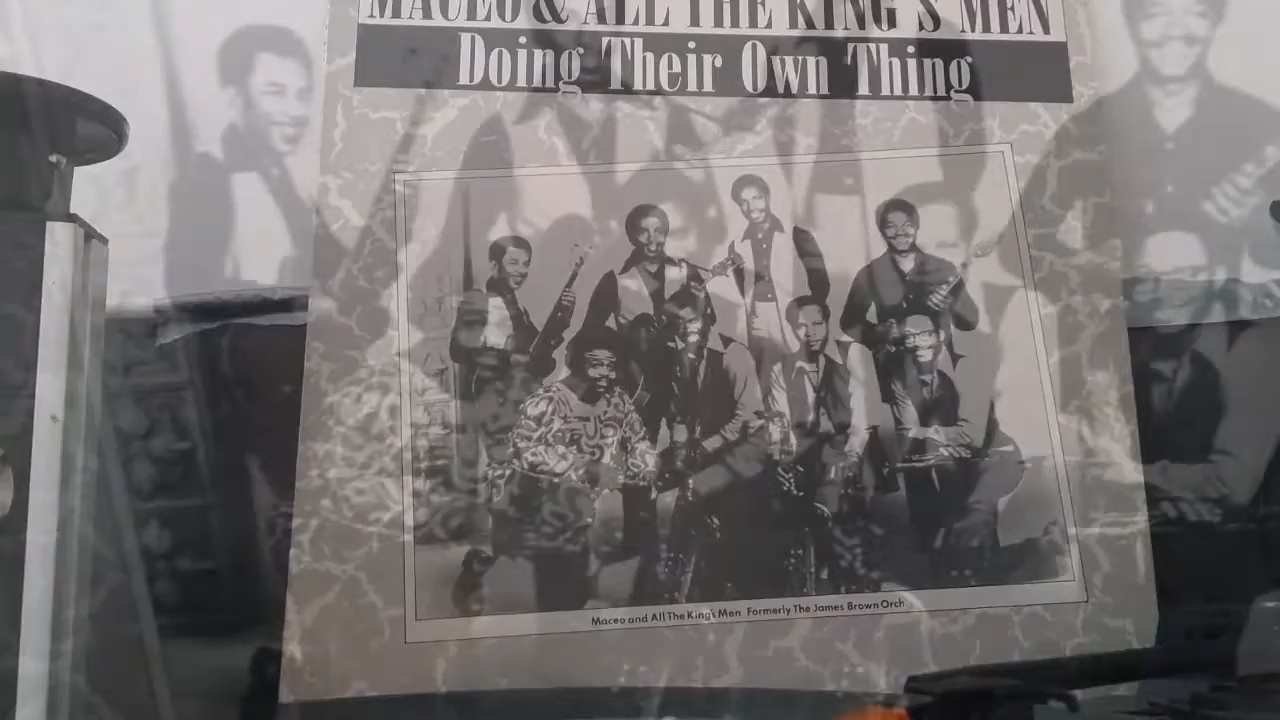 MACEO & ALL THE KING'S MEN
Doing Their Own Thing
Maceo and All The King's Men Formerly The James Brown Orch